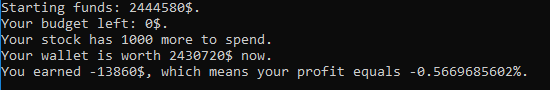 Starting funds: 2444580$.
Your budget left: 0$.
Your stock has 1000 more to spend.
Your wallet is worth 2430720$ now.
You earned -13860$, which means your profit equals -0.5669685602%.